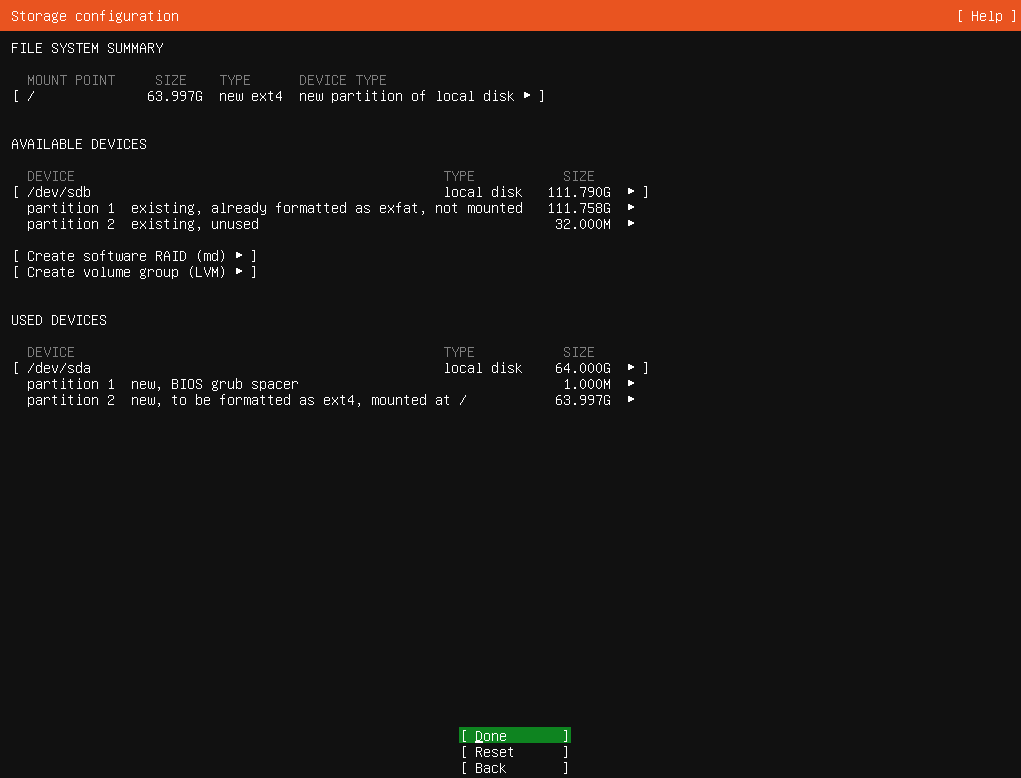 Storage configuration [ Help ]
FILE SYSTEM SUMMARY
MOUNT POINT SIZE TYPE DEVICE TYPE
[ / 63.997G new ext4 new partition of local disk ▸ ]
AVAILABLE DEVICES
DEVICE TYPE SIZE
[ /dev/sdb local disk 111.790G ▸ ]
partition 1 existing, already formatted as exfat, not mounted 111.758G ▸
partition 2 existing, unused 32.000M ▸
[ Create software RAID (md) ▸ ]
[ Create volume group (LVM) ▸ ]
USED DEVICES
DEVICE TYPE SIZE
[ /dev/sda local disk 64.000G ▸ ]
partition 1 new, BIOS grub spacer 1.000M ▸
partition 2 new, to be formatted as ext4, mounted at / 63.997G ▸
[ Done ]
[ Reset ]
[ Back ]